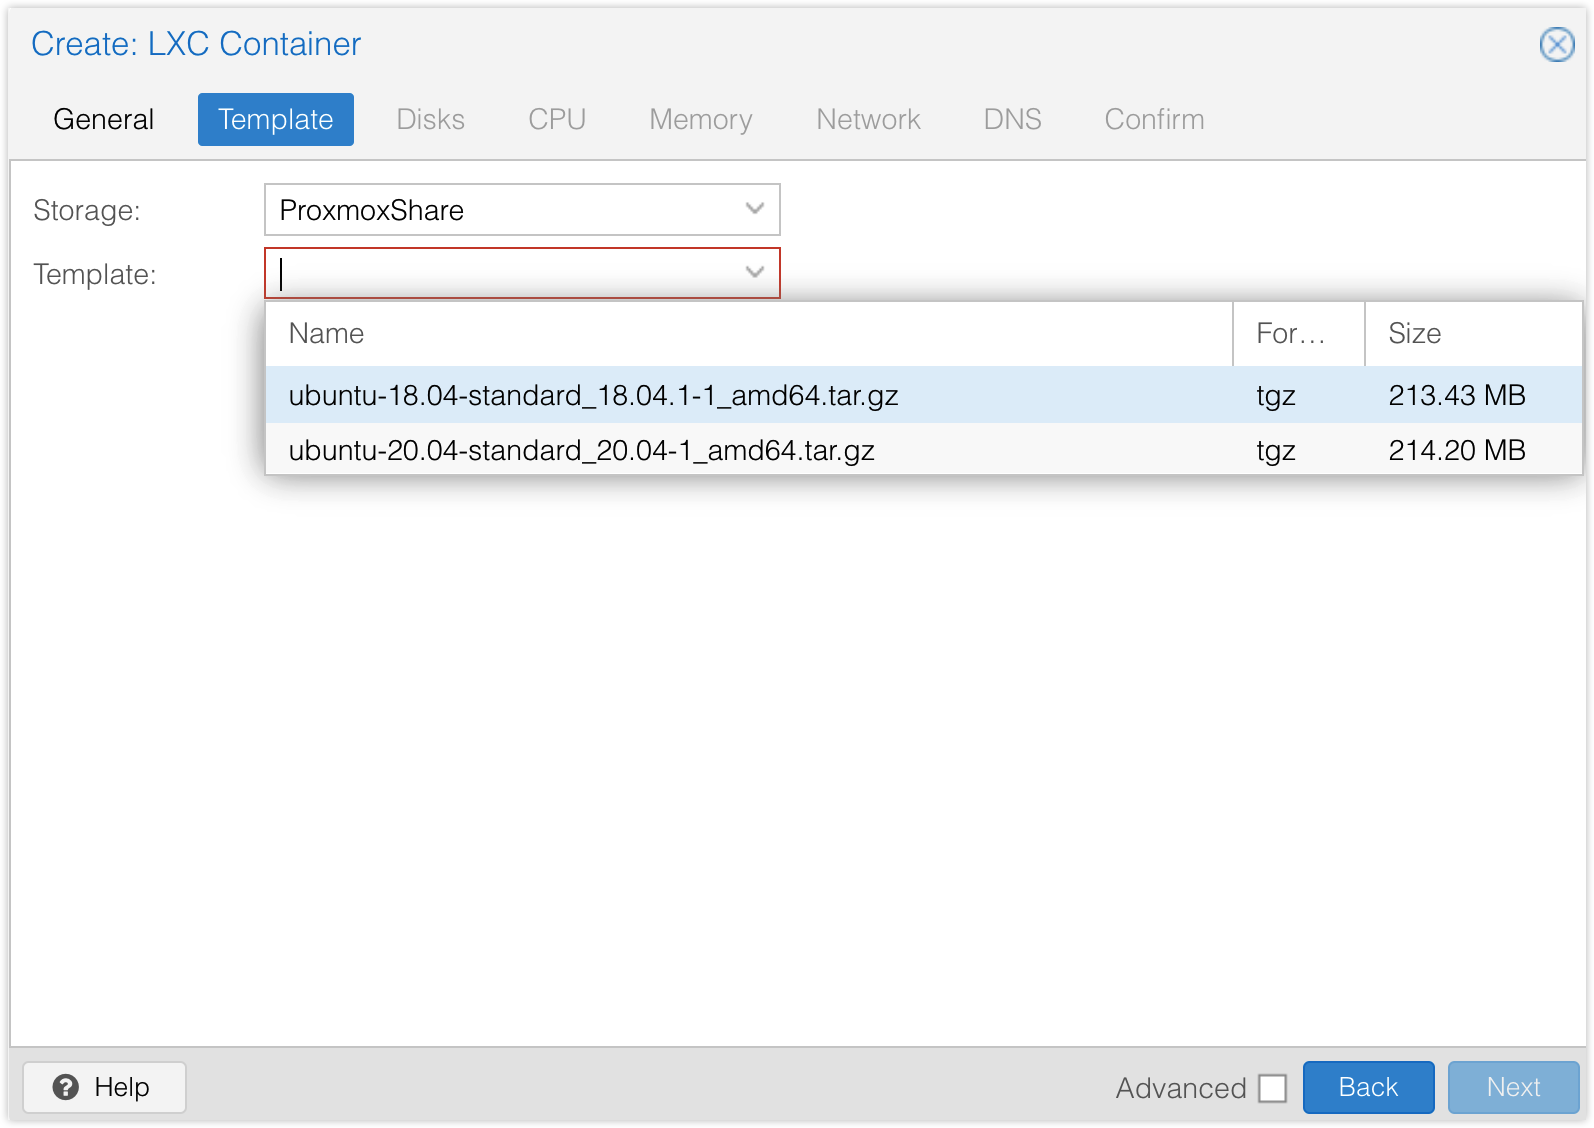 Create: LXC Container
General Template Disks CPU Memory Network DNS Confirm
Storage: ProxmoxShare
Template:
Name For... Size
ubuntu-18.04-standard_18.04.1-1_amd64.tar.gz tgz 213.43 MB
ubuntu-20.04-standard_20.04-1_amd64.tar.gz tgz 214.20 MB
Help Advanced Back Next